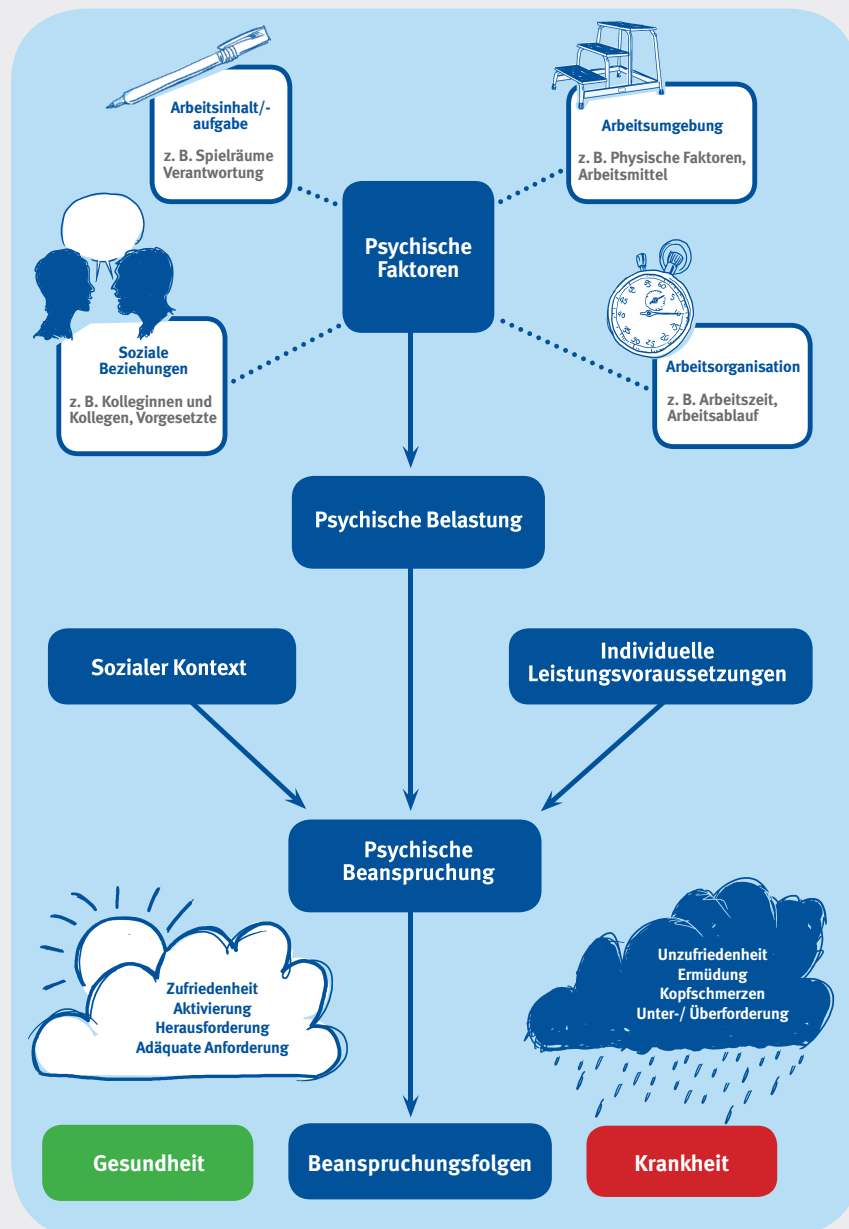 Arbeitsinhalt/-
aufgabe
z. B. Spielräume
Verantwortung
Arbeitsumgebung
z. B. Physische Faktoren,
Arbeitsmittel
Psychische
Faktoren
Soziale
Beziehungen
z. B. Kolleginnen und
Kollegen, Vorgesetzte
Arbeitsorganisation
z. B. Arbeitszeit,
Arbeitsablauf
Psychische Belastung
Sozialer Kontext
Individuelle
Leistungsvoraussetzungen
Psychische
Beanspruchung
Zufriedenheit
Aktivierung
Herausforderung
Adäquate Anforderung
Unzufriedenheit
Ermüdung
Kopfschmerzen
Unter-/ Überforderung
Gesundheit
Beanspruchungsfolgen
Krankheit